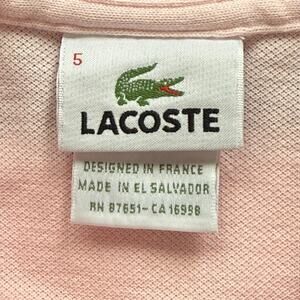 5
LACOSTE
DESIGNED IN FRANCE
MADE IN EL SALVADOR
RN 87651-CA 16998